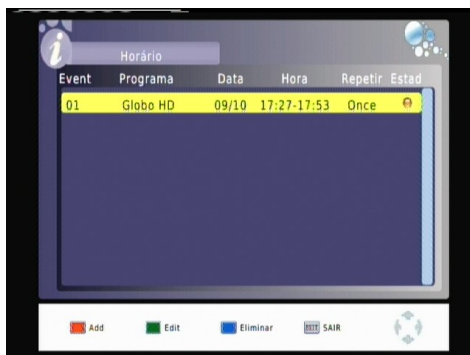 Horário
Event Programa Data Hora Repetir Estad
01 Globo HD 09/10 17:27-17:53 Once
Add Edit Eliminar EXIT SAIR